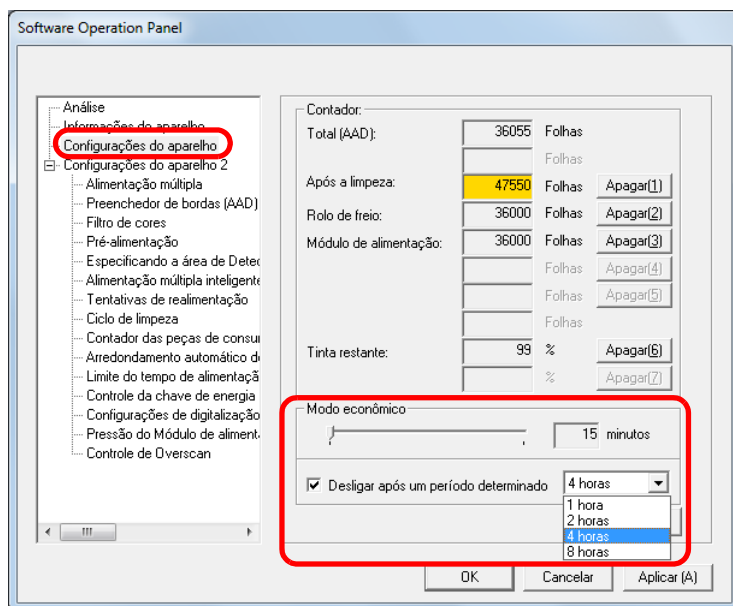 Software Operation Panel
Análise
Informações do aparelho
Configurações do aparelho
Configurações do aparelho 2
Alimentação múltipla
Preenchedor de bordas (AAD)
Filtro de cores
Pré-alimentação
Especificando a área de Detec
Alimentação múltipla inteligente
Tentativas de realimentação
Ciclo de limpeza
Contador das peças de consu
Arredondamento automático d
Limite do tempo de alimentaçã
Controle da chave de energia
Configurações de digitalização
Pressão do Módulo de aliment
Controle de Overscan
Contador:
Total (AAD): 36055 Folhas
Folhas
Após a limpeza: 47550 Folhas Apagar(1)
Rolo de freio: 36000 Folhas Apagar(2)
Módulo de alimentação: 36000 Folhas Apagar(3)
Folhas Apagar(4)
Folhas Apagar(5)
Folhas
Tinta restante: 99 % Apagar(6)
% Apagar(7)
Modo econômico
15 minutos
Desligar após um período determinado 4 horas
1 hora
2 horas
4 horas
8 horas
OK Cancelar Aplicar (A)